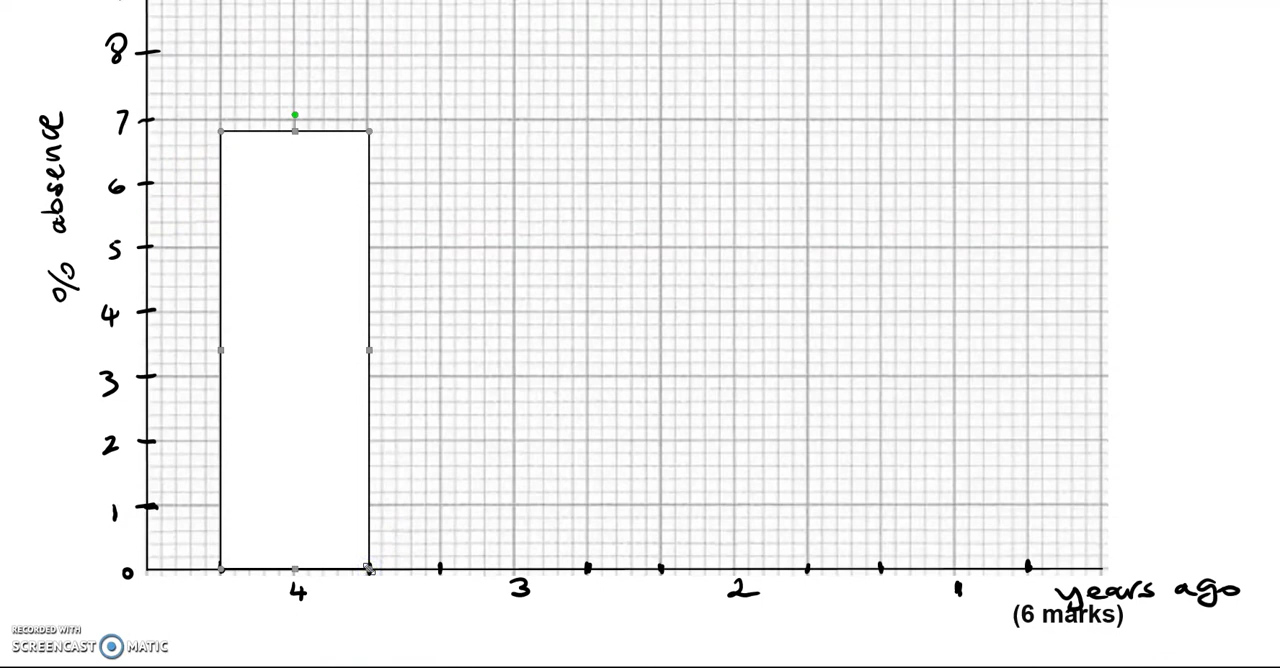 8
7
6
5
4
3
2
1
0
% absence
4 3 2 1 years ago
(6 marks)
RECORDED WITH
SCREENCAST MATIC